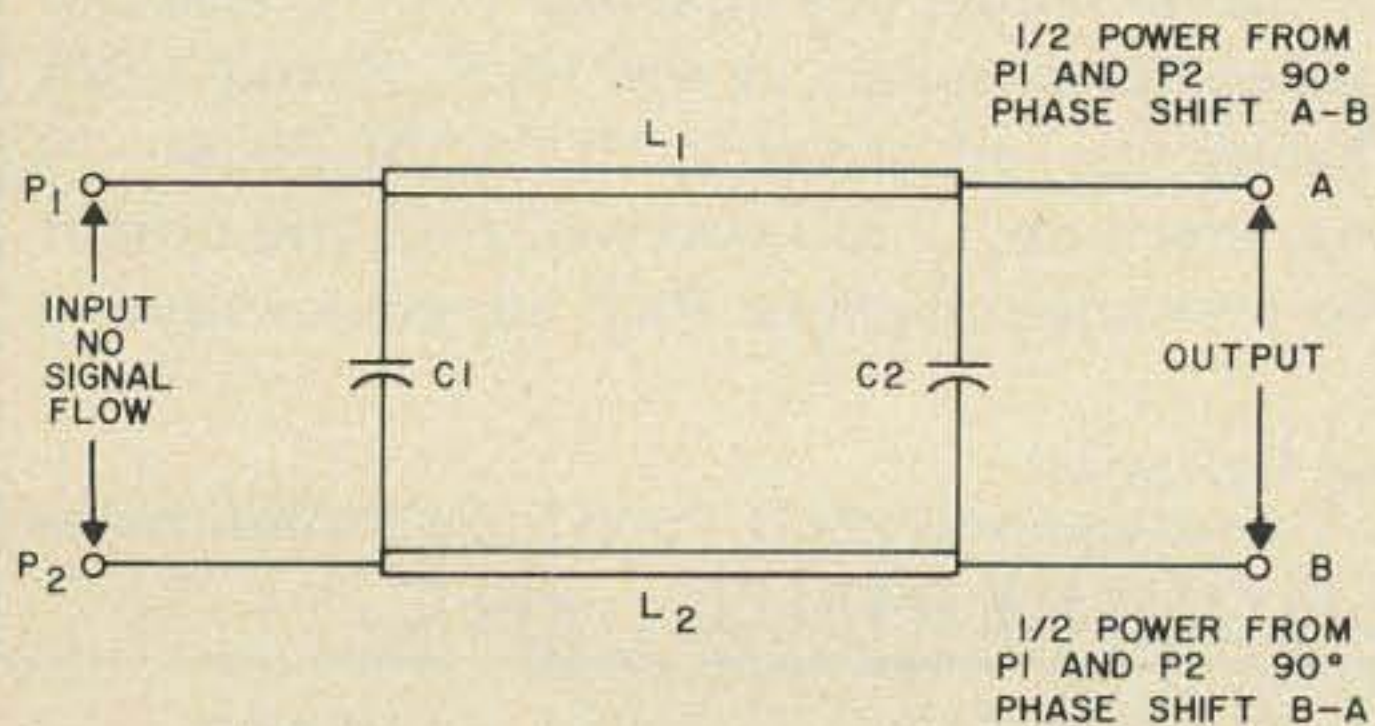 1/2 POWER FROM
P1 AND P2 90°
PHASE SHIFT A-B
L1
P1
A
INPUT
NO
SIGNAL
FLOW
C1
C2
OUTPUT
P2
B
L2
1/2 POWER FROM
P1 AND P2 90°
PHASE SHIFT B-A